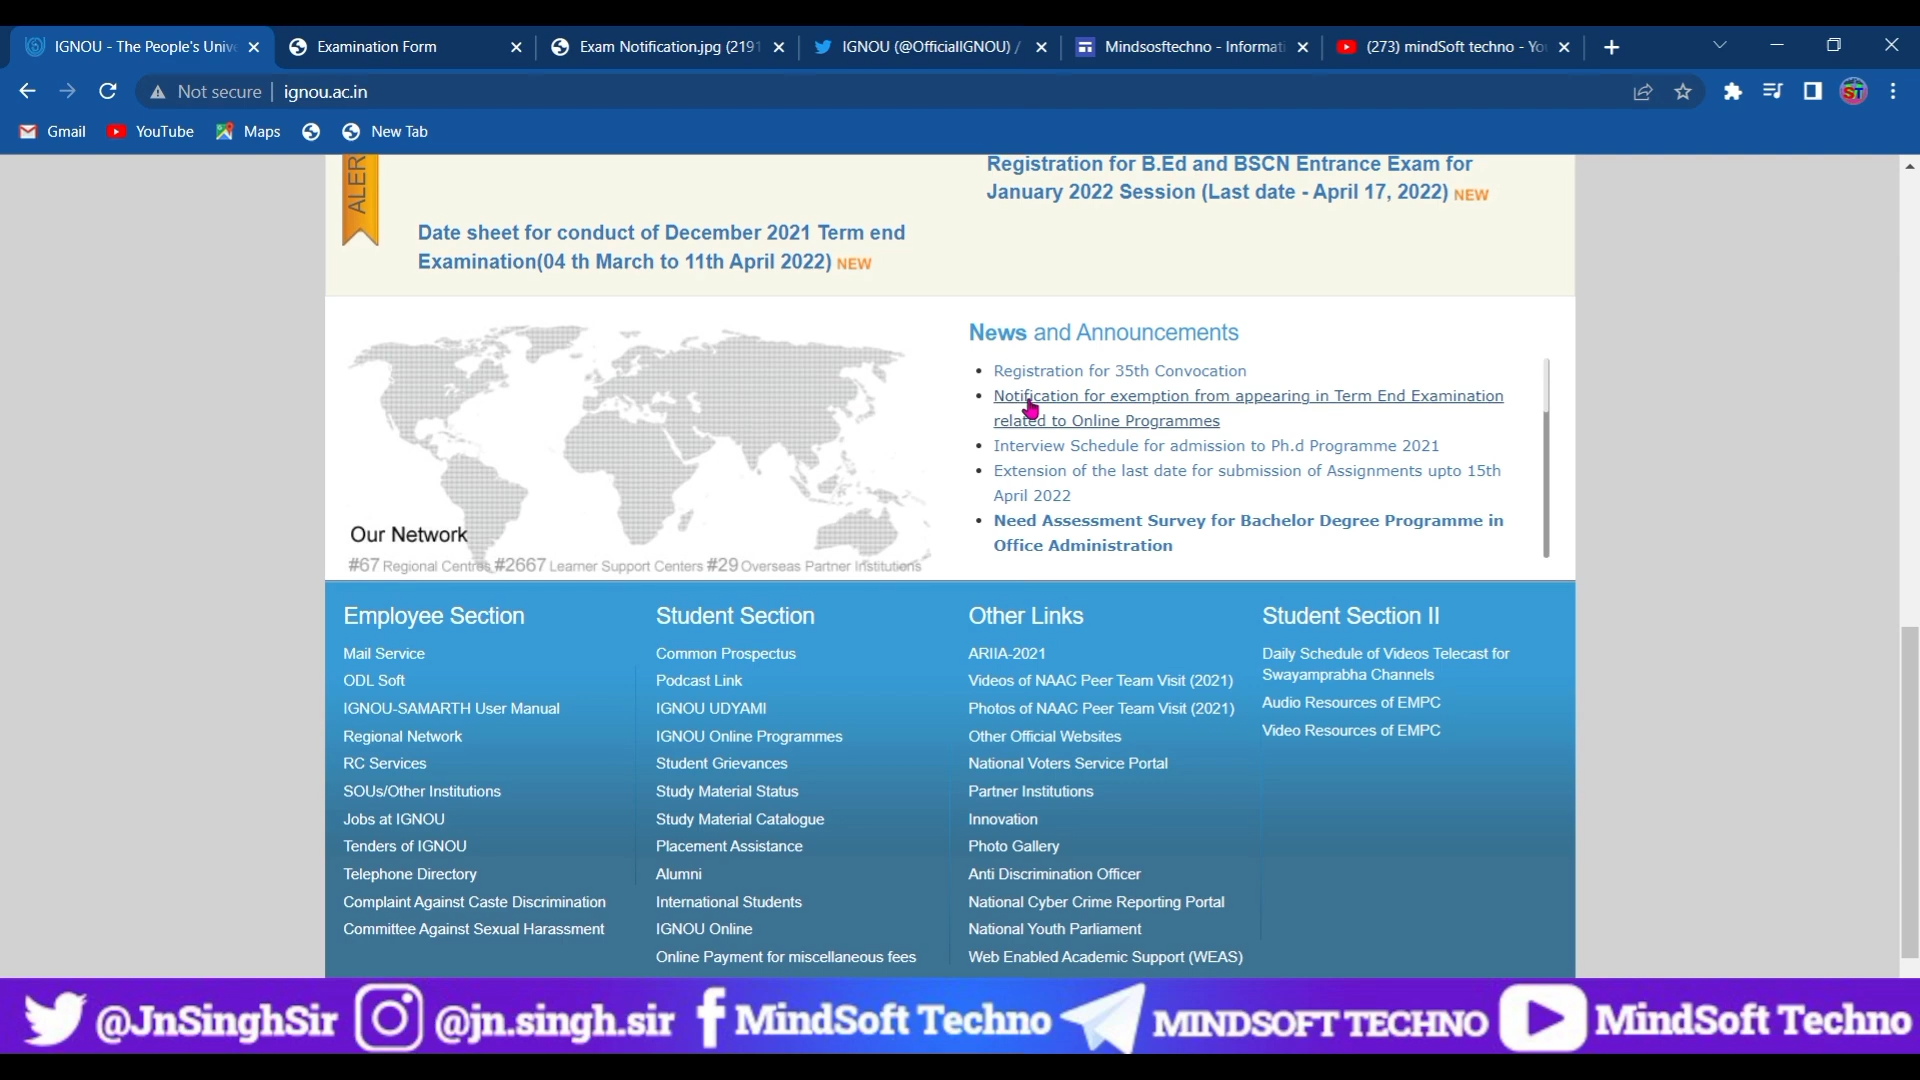 IGNOU - The People's Unive
Examination Form
Exam Notification.jpg (2191
IGNOU (@OfficialIGNOU) /
Mindsosftechno - Informati
(273) mindSoft techno - Yo
Not secure
ignou.ac.in
ST
Gmail
YouTube
Maps
New Tab
ALER
Registration for B.Ed and BSCN Entrance Exam for
January 2022 Session (Last date - April 17, 2022) NEW
Date sheet for conduct of December 2021 Term end
Examination(04 th March to 11th April 2022) NEW
News and Announcements
• Registration for 35th Convocation
• Notification for exemption from appearing in Term End Examination
related to Online Programmes
• Interview Schedule for admission to Ph.d Programme 2021
• Extension of the last date for submission of Assignments upto 15th
April 2022
• Need Assessment Survey for Bachelor Degree Programme in
Office Administration
Our Network
#67 Regional Centres #2667 Learner Support Centers #29 Overseas Partner Institutions
Employee Section
Mail Service
ODL Soft
IGNOU-SAMARTH User Manual
Regional Network
RC Services
SOUs/Other Institutions
Jobs at IGNOU
Tenders of IGNOU
Telephone Directory
Complaint Against Caste Discrimination
Committee Against Sexual Harassment
Student Section
Common Prospectus
Podcast Link
IGNOU UDYAMI
IGNOU Online Programmes
Student Grievances
Study Material Status
Study Material Catalogue
Placement Assistance
Alumni
International Students
IGNOU Online
Online Payment for miscellaneous fees
Other Links
ARIIA-2021
Videos of NAAC Peer Team Visit (2021)
Photos of NAAC Peer Team Visit (2021)
Other Official Websites
National Voters Service Portal
Partner Institutions
Innovation
Photo Gallery
Anti Discrimination Officer
National Cyber Crime Reporting Portal
National Youth Parliament
Web Enabled Academic Support (WEAS)
Student Section II
Daily Schedule of Videos Telecast for
Swayamprabha Channels
Audio Resources of EMPC
Video Resources of EMPC
@JnSinghSir @jn.singh.sir MindSoft Techno MINDSOFT TECHNO MindSoft Techno